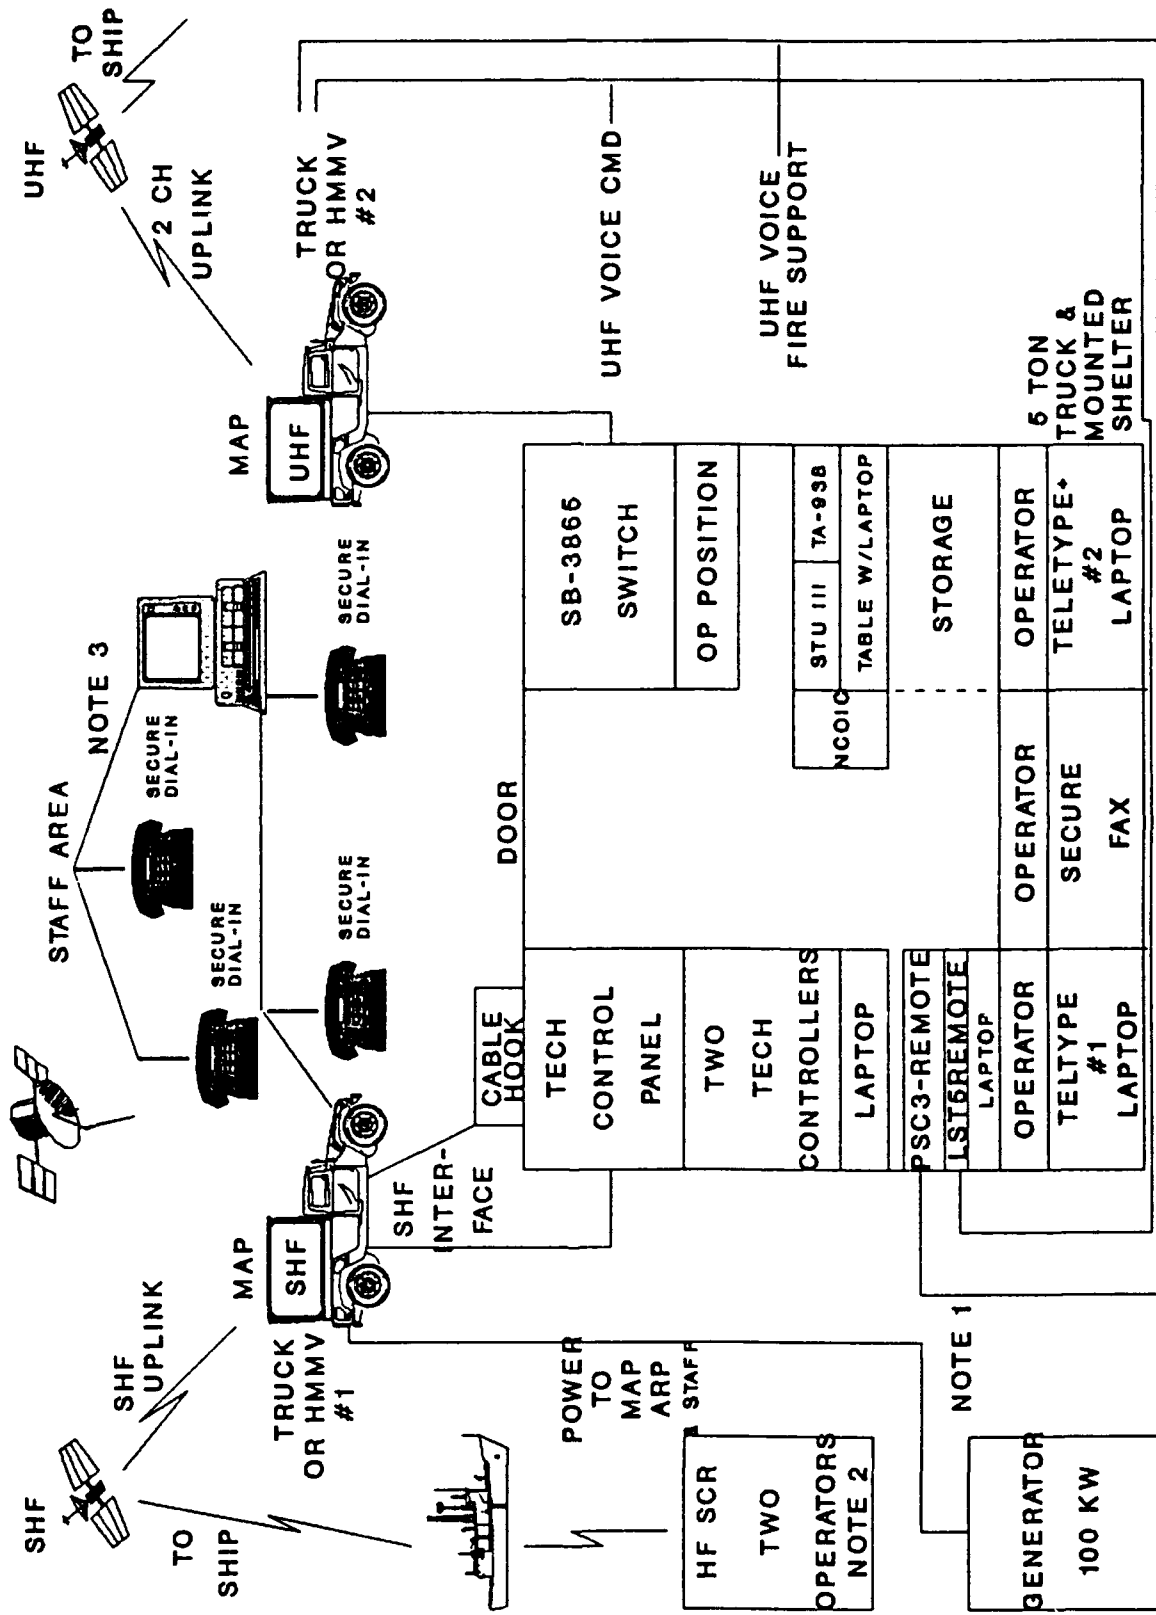 SHF
SHF
UPLINK
TO
SHIP
MAP
SHF
TRUCK
OR HMMV
#1
STAFF AREA
NOTE 3
SECURE
DIAL-IN
SECURE
DIAL-IN
SECURE
DIAL-IN
SECURE
DIAL-IN
UHF
TO
SHIP
2 CH
UPLINK
MAP
UHF
TRUCK
OR HMMV
#2
SHF
INTER-
FACE
CABLE
HOOK
DOOR
POWER
TO
MAP
ARP
& STAFF
HF SCR
TWO
OPERATORS
NOTE 2
NOTE 1
GENERATOR
100 KW
TECH
CONTROL
PANEL
TWO
TECH
CONTROLLERS
LAPTOP
PSC3-REMOTE
LST5REMOTE
LAPTOP
OPERATOR
TELTYPE
#1
LAPTOP
OPERATOR
SECURE
FAX
SB-3865
SWITCH
OP POSITION
NCOIC
STU III
TA-938
TABLE W/LAPTOP
STORAGE
OPERATOR
TELETYPE+
#2
LAPTOP
UHF VOICE CMD
UHF VOICE
FIRE SUPPORT
5 TON
TRUCK &
MOUNTED
SHELTER